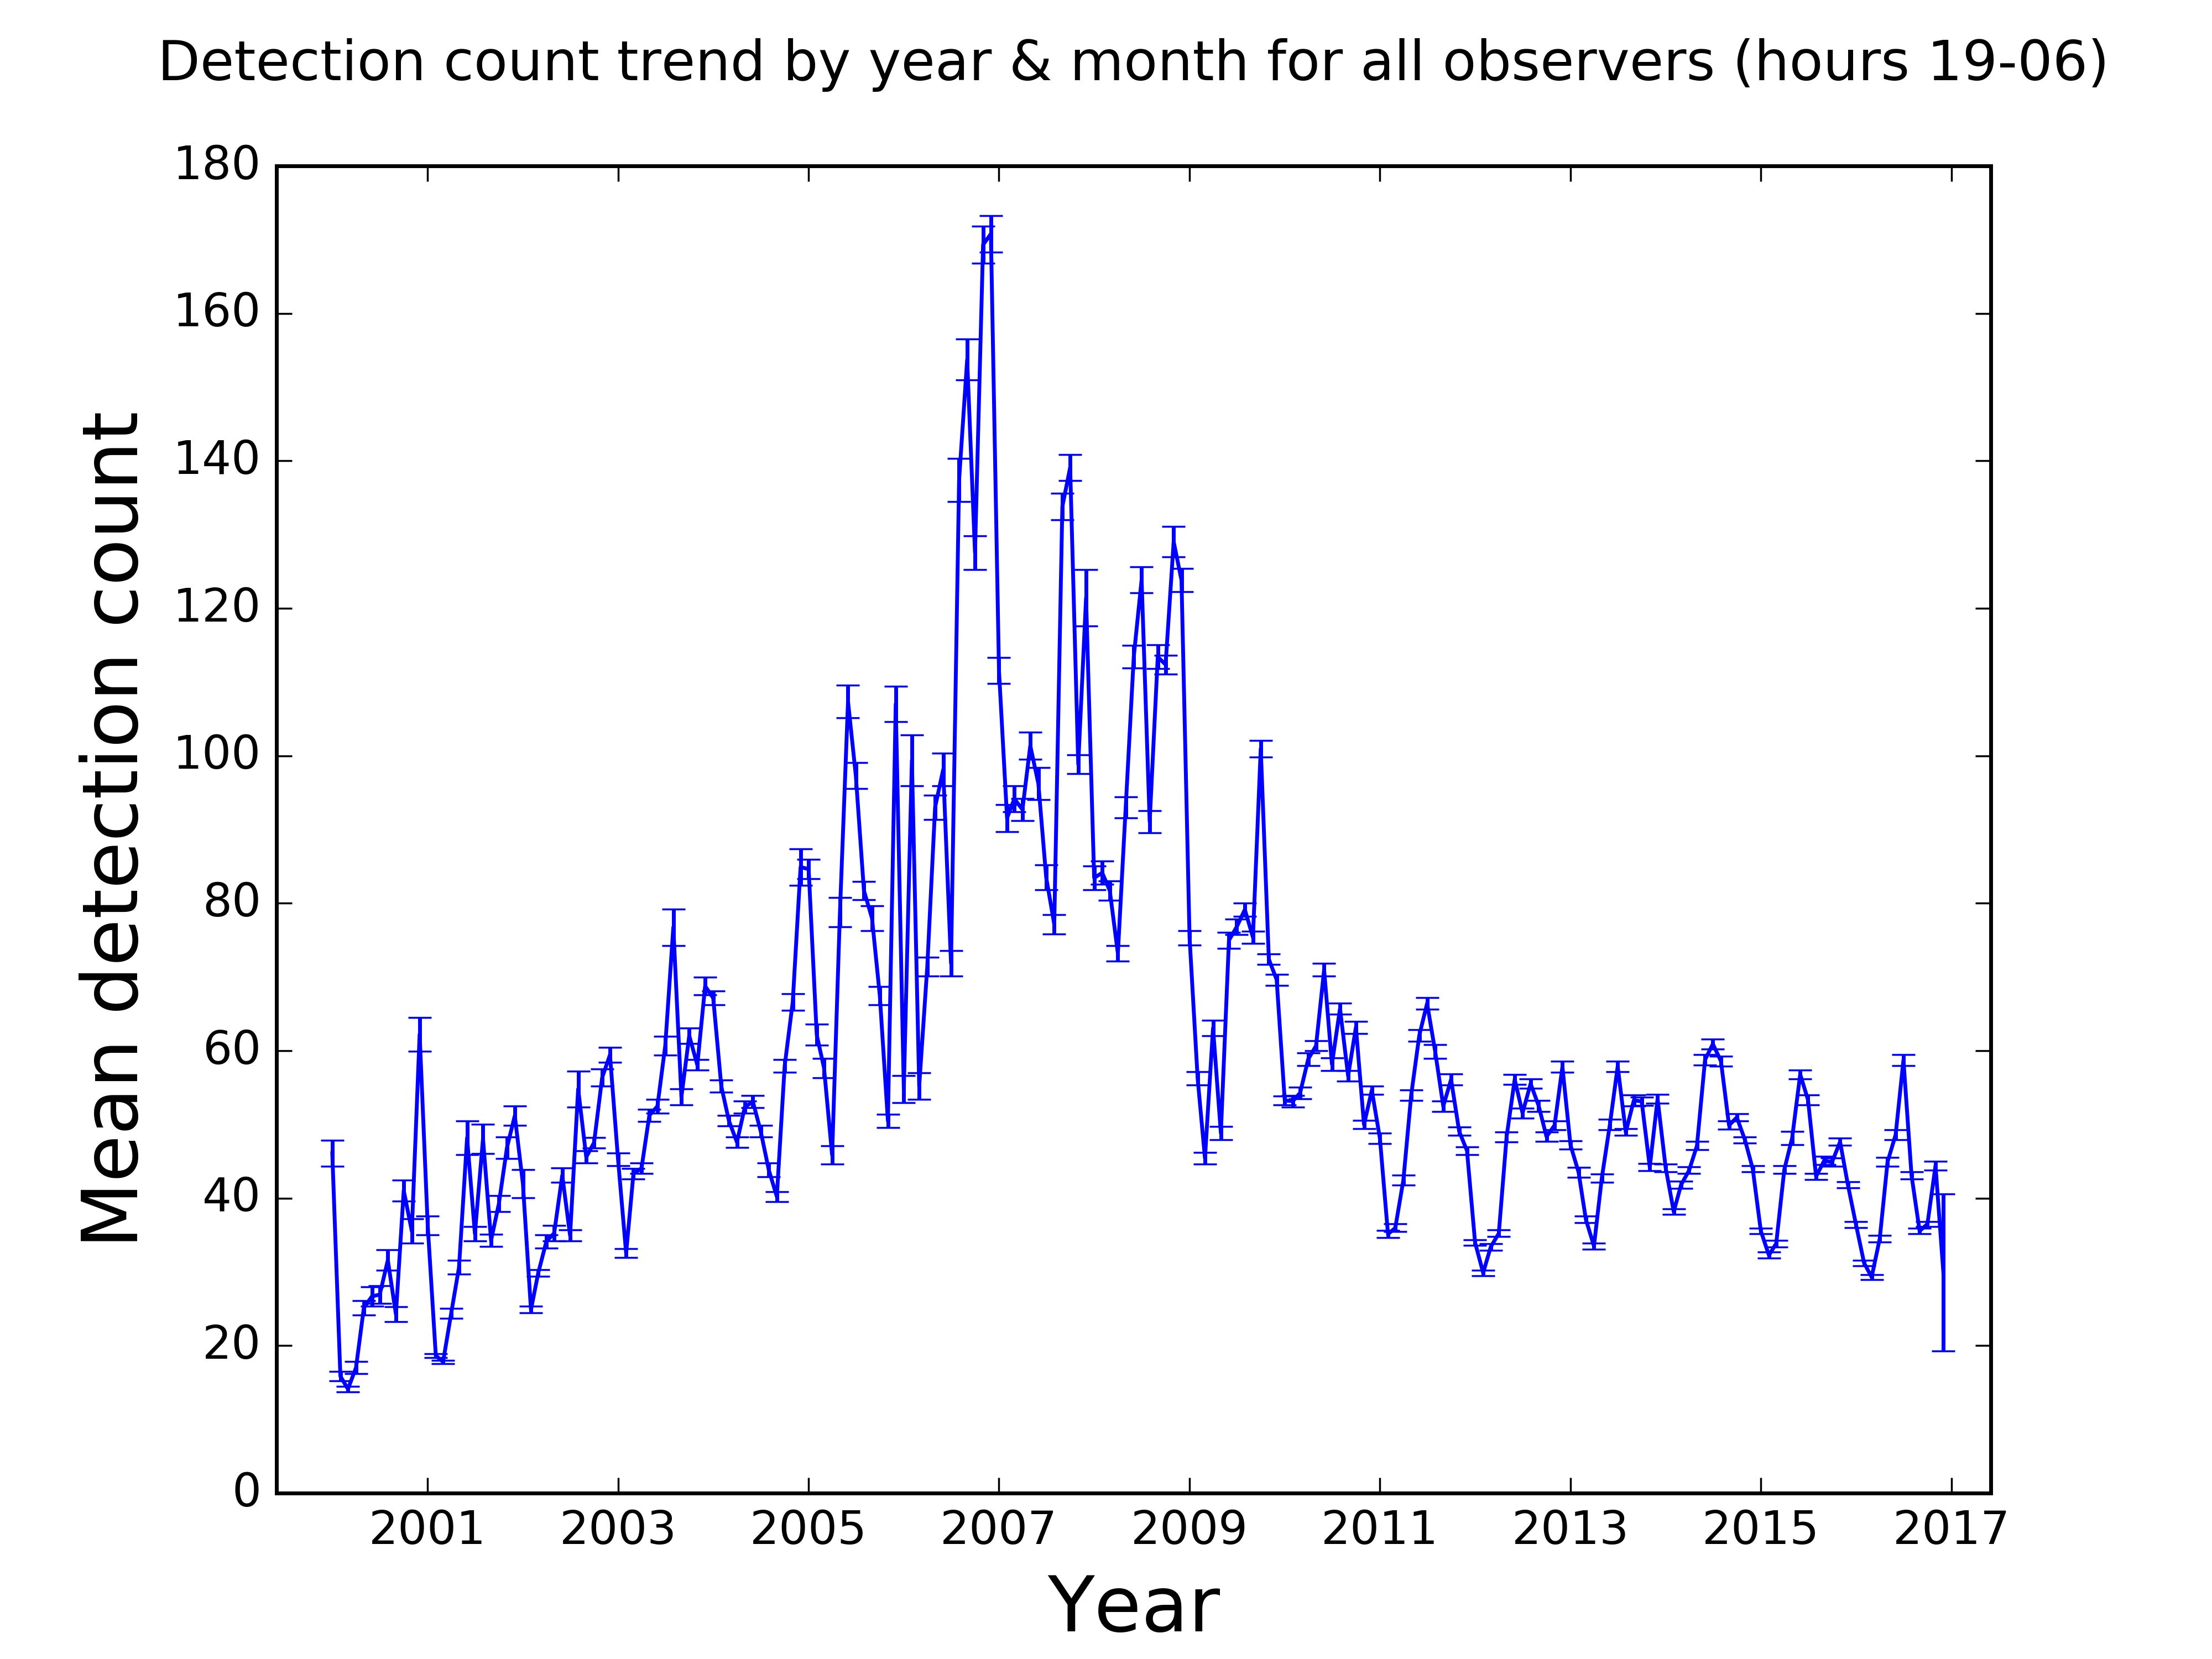 Detection count trend by year & month for all observers (hours 19-06)
Mean detection count
180
160
140
120
100
80
60
40
20
0
2001 2003 2005 2007 2009 2011 2013 2015 2017
Year